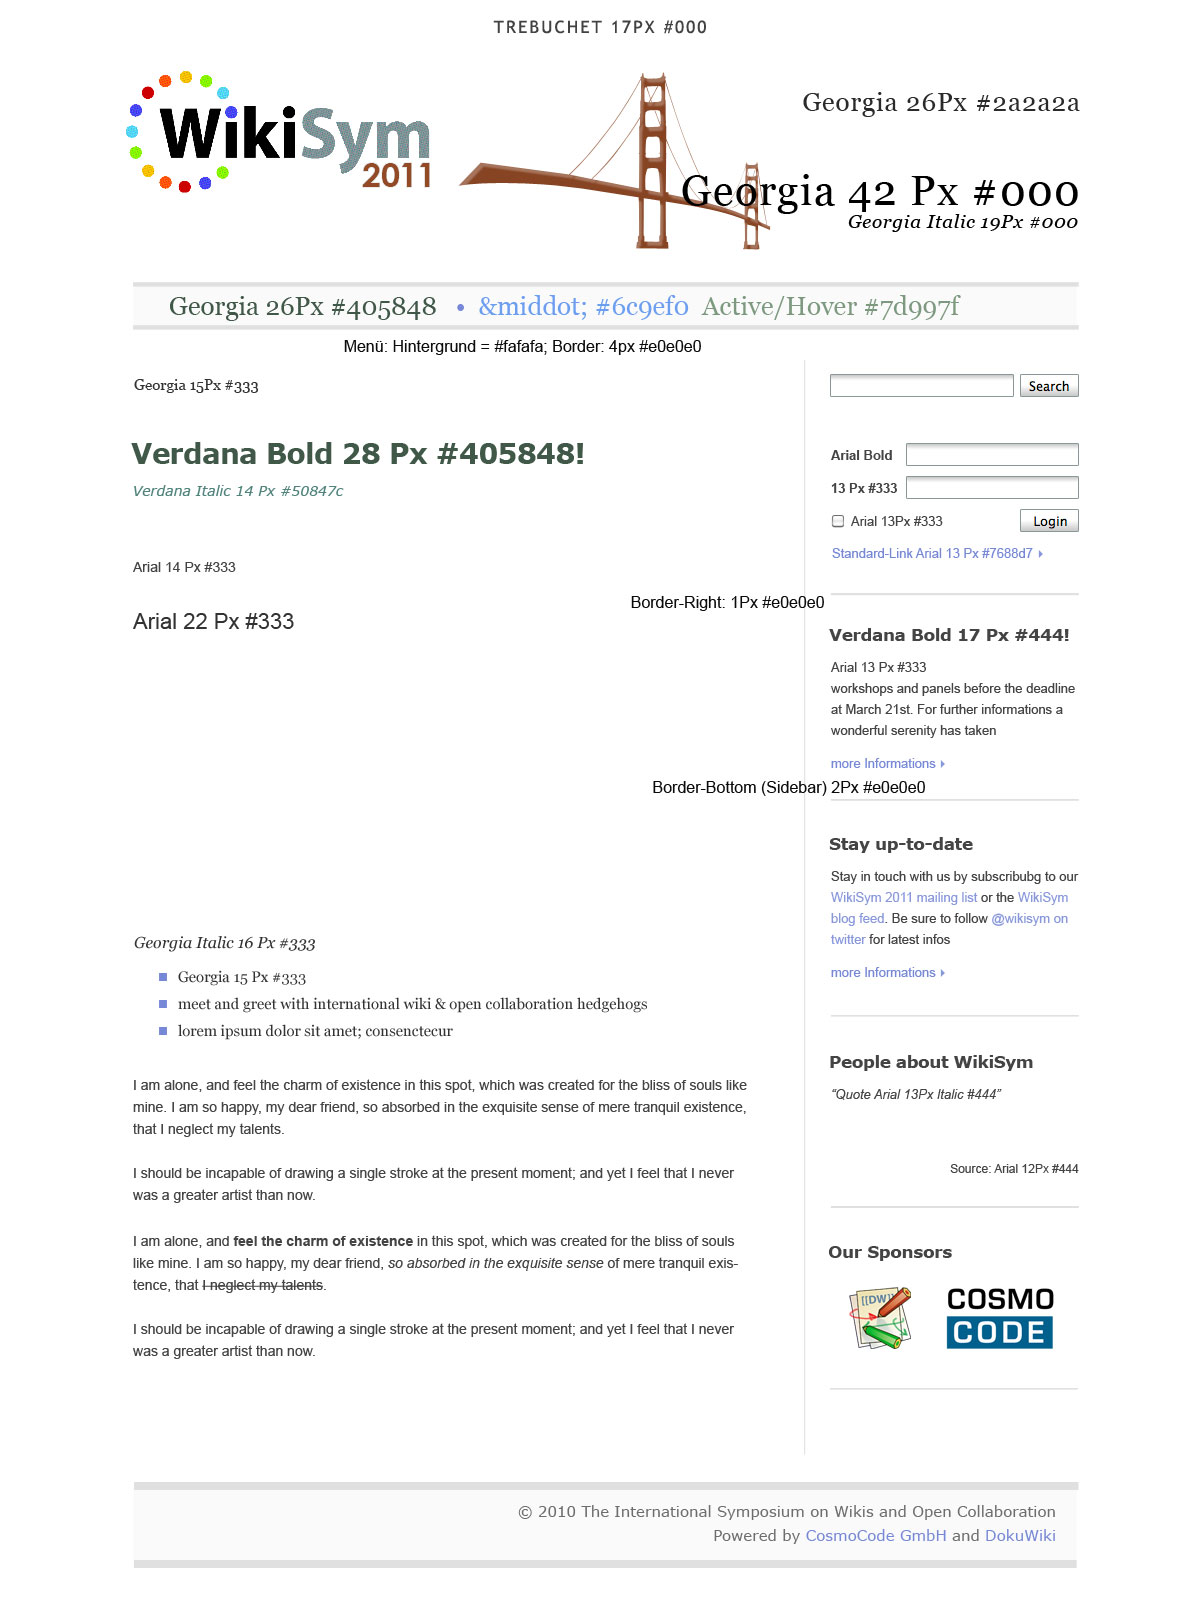 TREBUCHET 17PX #000
WikiSym
2011
Georgia 26Px #2a2a2a
Georgia 42 Px #000
Georgia Italic 19Px #000
Georgia 26Px #405848 • &middot; #6c9ef0 Active/Hover #7d997f
Menü: Hintergrund = #fafafa; Border: 4px #e0e0e0
Georgia 15Px #333
Verdana Bold 28 Px #405848!
Verdana Italic 14 Px #50847c
Arial 14 Px #333
Arial 22 Px #333
Border-Right: 1Px #e0e0e0
Border-Bottom (Sidebar) 2Px #e0e0e0
Georgia Italic 16 Px #333
Georgia 15 Px #333
meet and greet with international wiki & open collaboration hedgehogs
lorem ipsum dolor sit amet; consenctecur
I am alone, and feel the charm of existence in this spot, which was created for the bliss of souls like
mine. I am so happy, my dear friend, so absorbed in the exquisite sense of mere tranquil existence,
that I neglect my talents.
I should be incapable of drawing a single stroke at the present moment; and yet I feel that I never
was a greater artist than now.
I am alone, and feel the charm of existence in this spot, which was created for the bliss of souls
like mine. I am so happy, my dear friend, so absorbed in the exquisite sense of mere tranquil exis-
tence, that I neglect my talents.
I should be incapable of drawing a single stroke at the present moment; and yet I feel that I never
was a greater artist than now.
Search
Arial Bold
13 Px #333
Arial 13Px #333
Login
Standard-Link Arial 13 Px #7688d7
Verdana Bold 17 Px #444!
Arial 13 Px #333
workshops and panels before the deadline
at March 21st. For further informations a
wonderful serenity has taken
more Informations
Stay up-to-date
Stay in touch with us by subscribubg to our
WikiSym 2011 mailing list or the WikiSym
blog feed. Be sure to follow @wikisym on
twitter for latest infos
more Informations
People about WikiSym
“Quote Arial 13Px Italic #444”
Source: Arial 12Px #444
Our Sponsors
[[DW]]
COSMO
CODE
© 2010 The International Symposium on Wikis and Open Collaboration
Powered by CosmoCode GmbH and DokuWiki